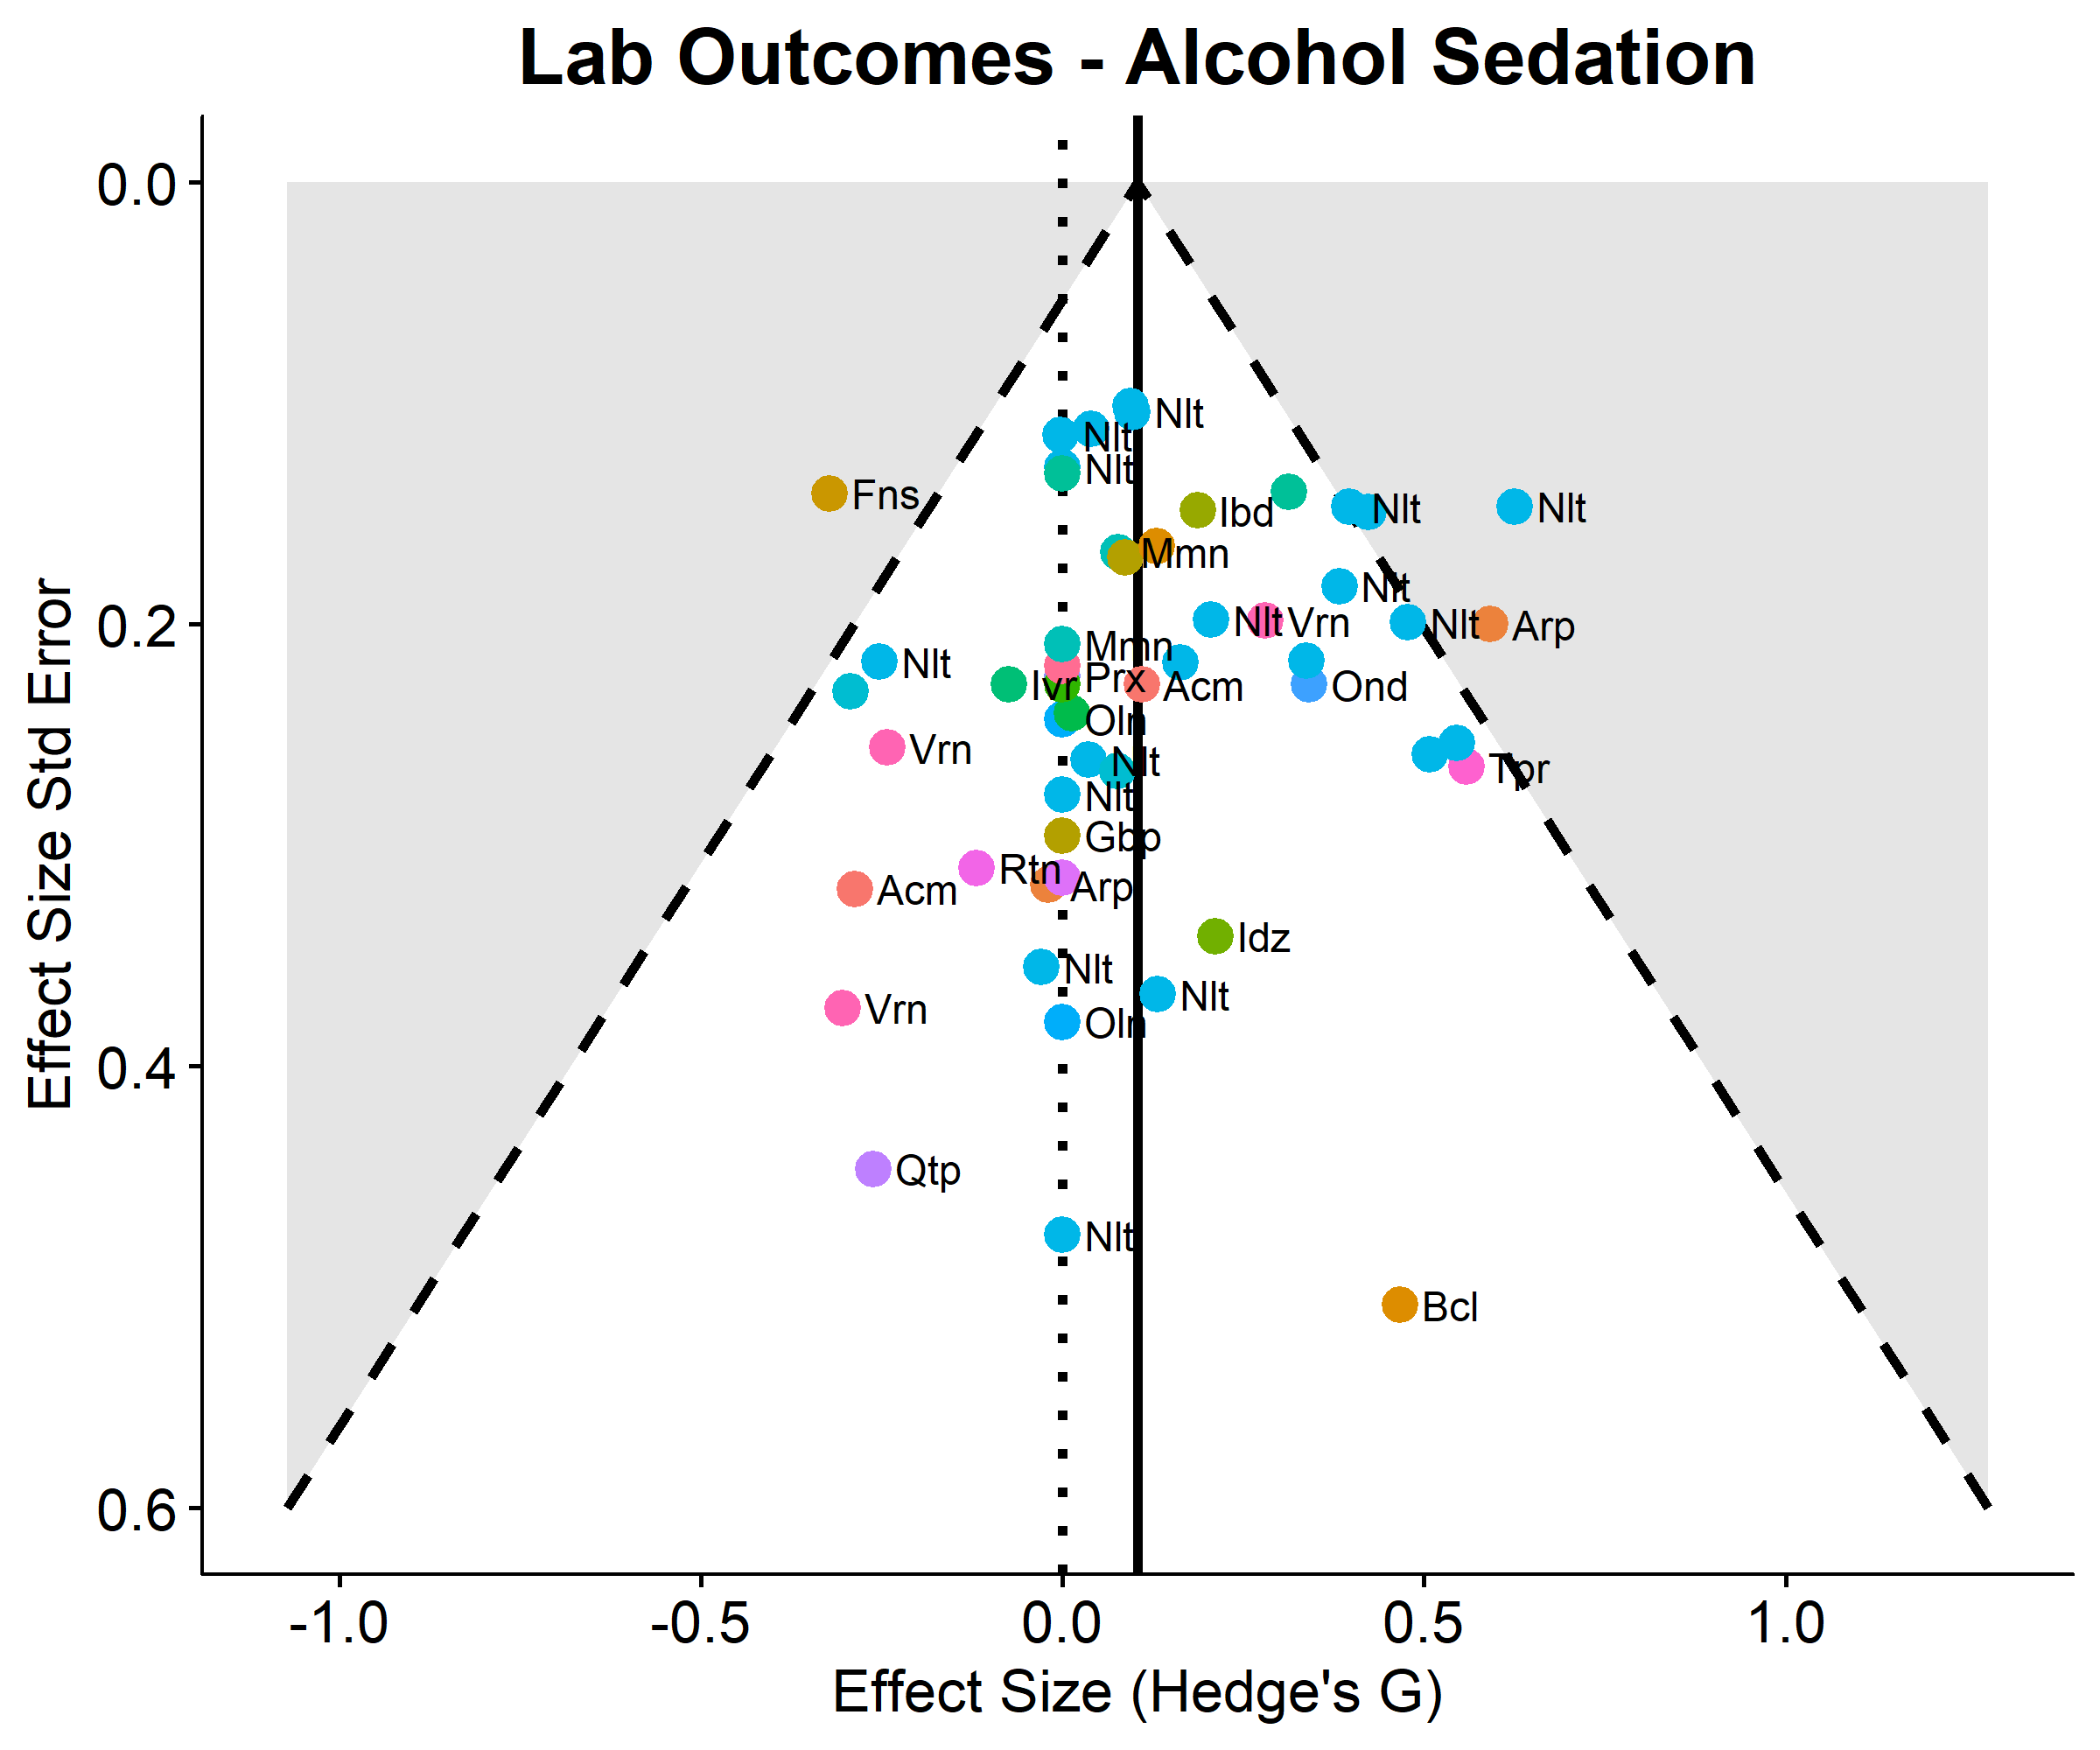 Lab Outcomes - Alcohol Sedation
0.0
0.2
0.4
0.6
Effect Size Std Error
Nlt
Nlt
Nlt
Fns
Ibd
Nlt
Nlt
Mmn
Nlt
Nlt
Vrn
Nlt
Arp
Mmn
Nlt
Prx
Ivr
Acm
Ond
Oln
Vrn
Nlt
Tpr
Nlt
Gbp
Rtn
Acm
Arp
Idz
Nlt
Nlt
Vrn
Oln
Qtp
Nlt
Bcl
-1.0 -0.5 0.0 0.5 1.0
Effect Size (Hedge's G)